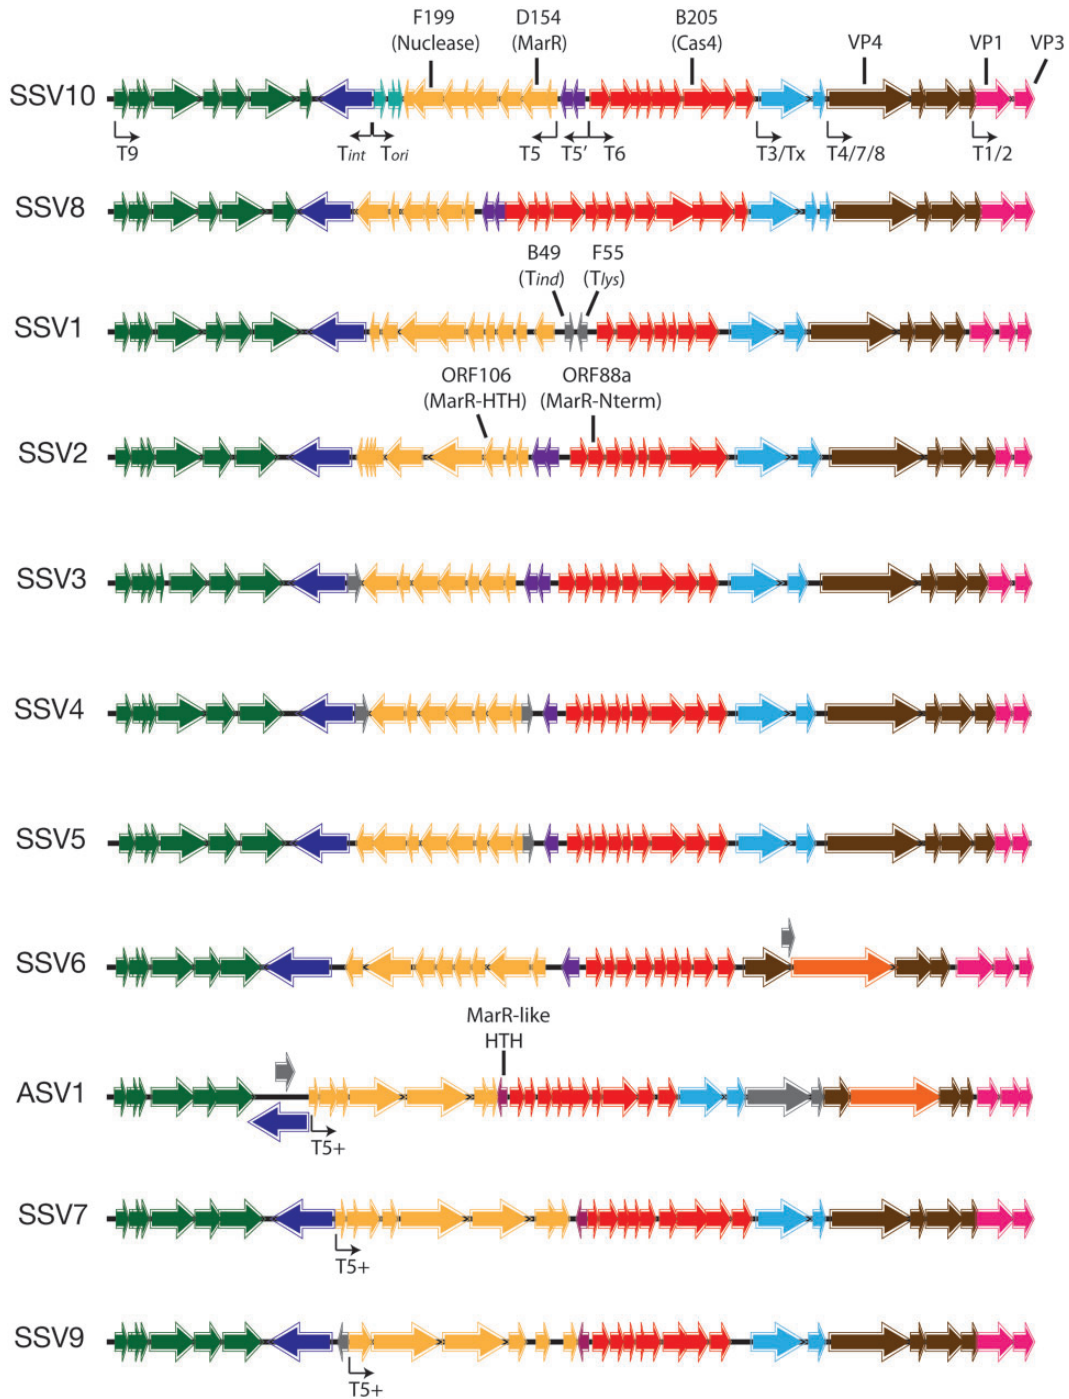 F199 D154 B205
(Nuclease) (MarR) (Cas4) VP4 VP1 VP3
SSV10
T9 Tint Tori T5 T5' T6 T3/Tx T4/7/8 T1/2
SSV8
B49 F55
(Tind) (Tlys)
SSV1
ORF106 ORF88a
(MarR-HTH) (MarR-Nterm)
SSV2
SSV3
SSV4
SSV5
SSV6
MarR-like
HTH
ASV1
T5+
SSV7
T5+
SSV9
T5+